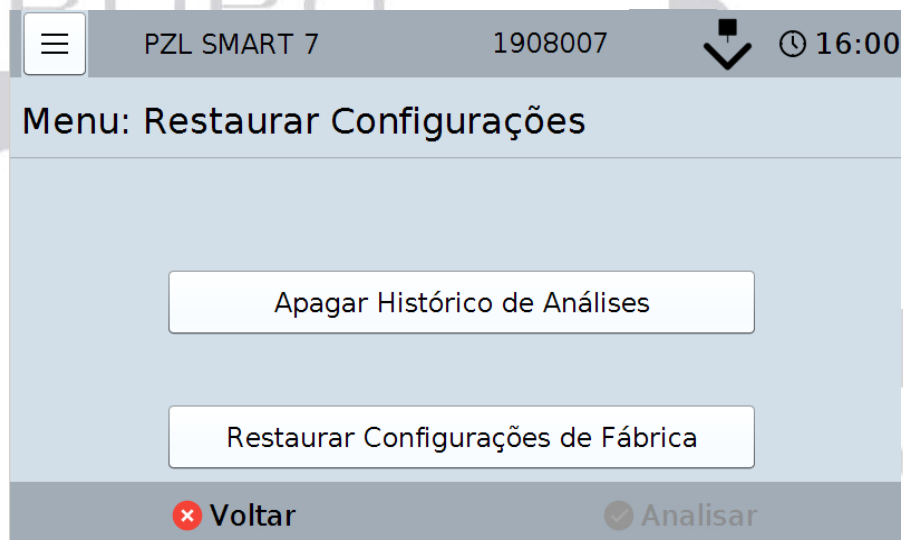 PZL SMART 7 1908007 16:00
Menu: Restaurar Configurações
Apagar Histórico de Análises
Restaurar Configurações de Fábrica
Voltar Analisar